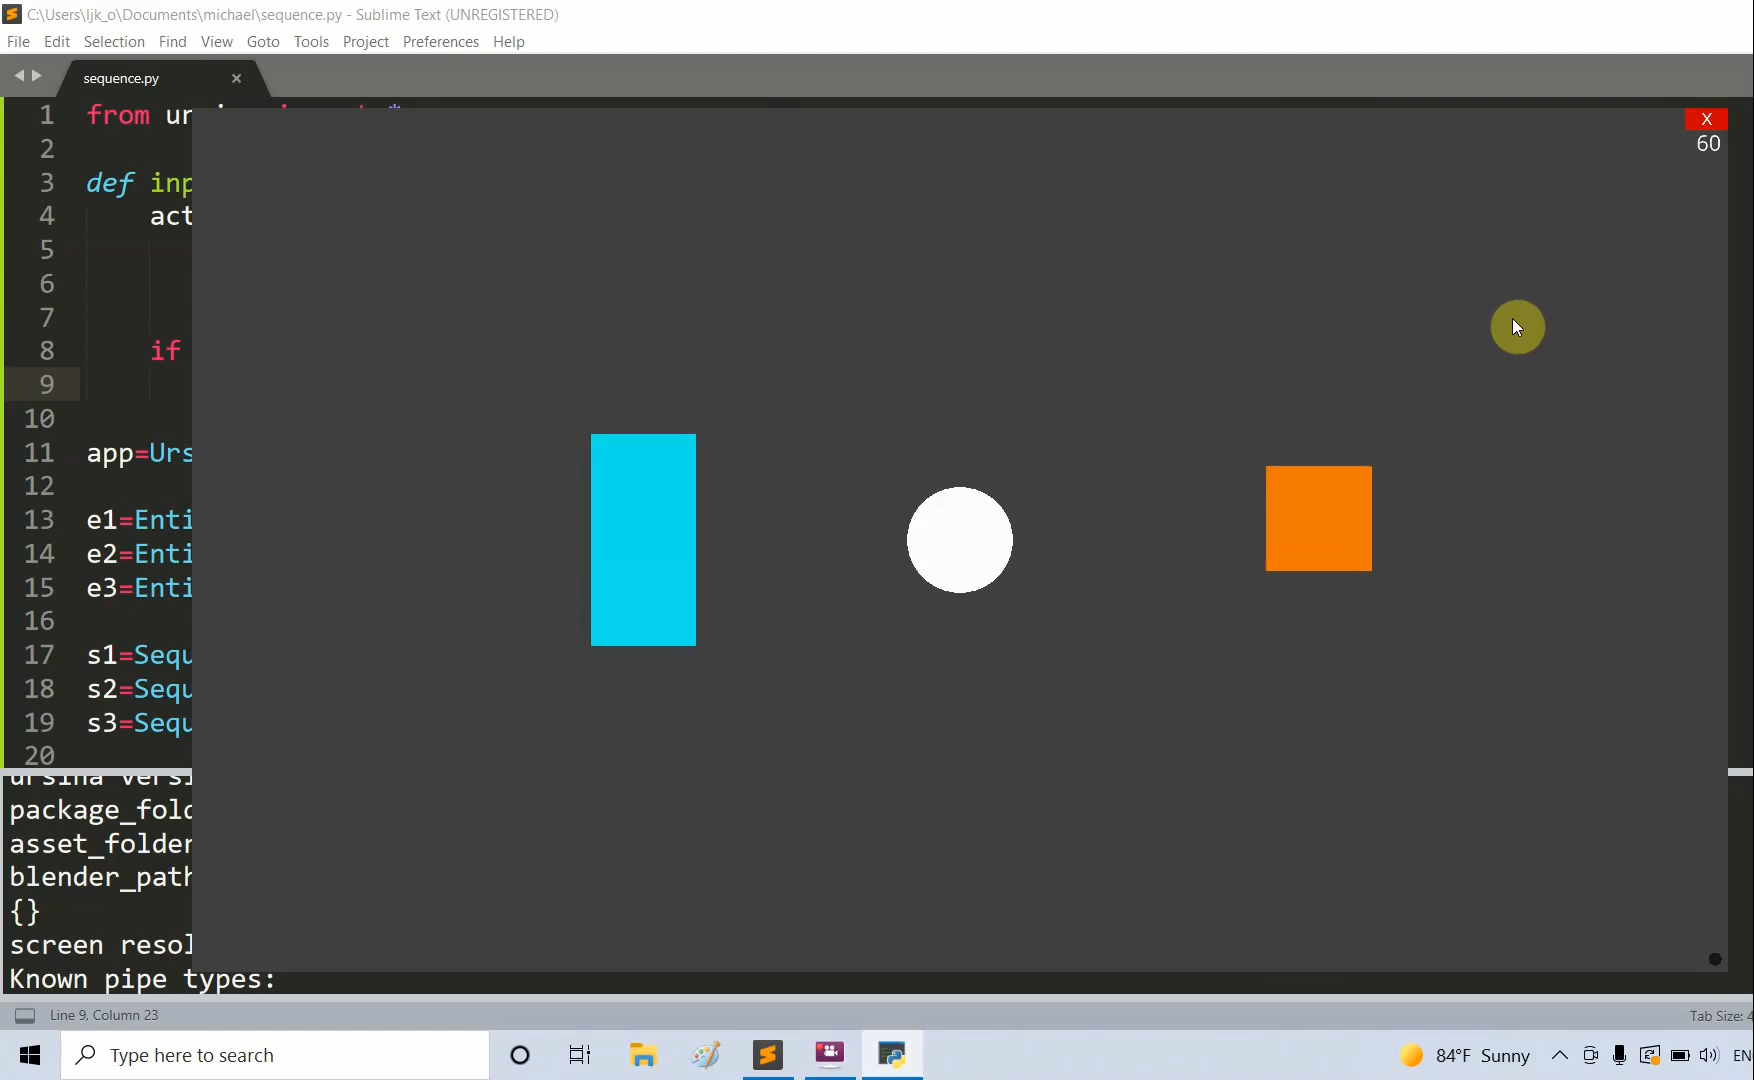 C:\Users\ljk_o\Documents\michael\sequence.py - Sublime Text (UNREGISTERED)
File Edit Selection Find View Goto Tools Project Preferences Help
sequence.py ×
1 from ur
2
3 def inp
4 act
5
6
7
8 if
9
10
11 app=Urs
12
13 e1=Enti
14 e2=Enti
15 e3=Enti
16
17 s1=Sequ
18 s2=Sequ
19 s3=Sequ
20
X
60
ursina versi
package_fold
asset_folder
blender_path
{}
screen resol
Known pipe types:
Line 9, Column 23
Tab Size: 4
Type here to search
84°F Sunny
EN